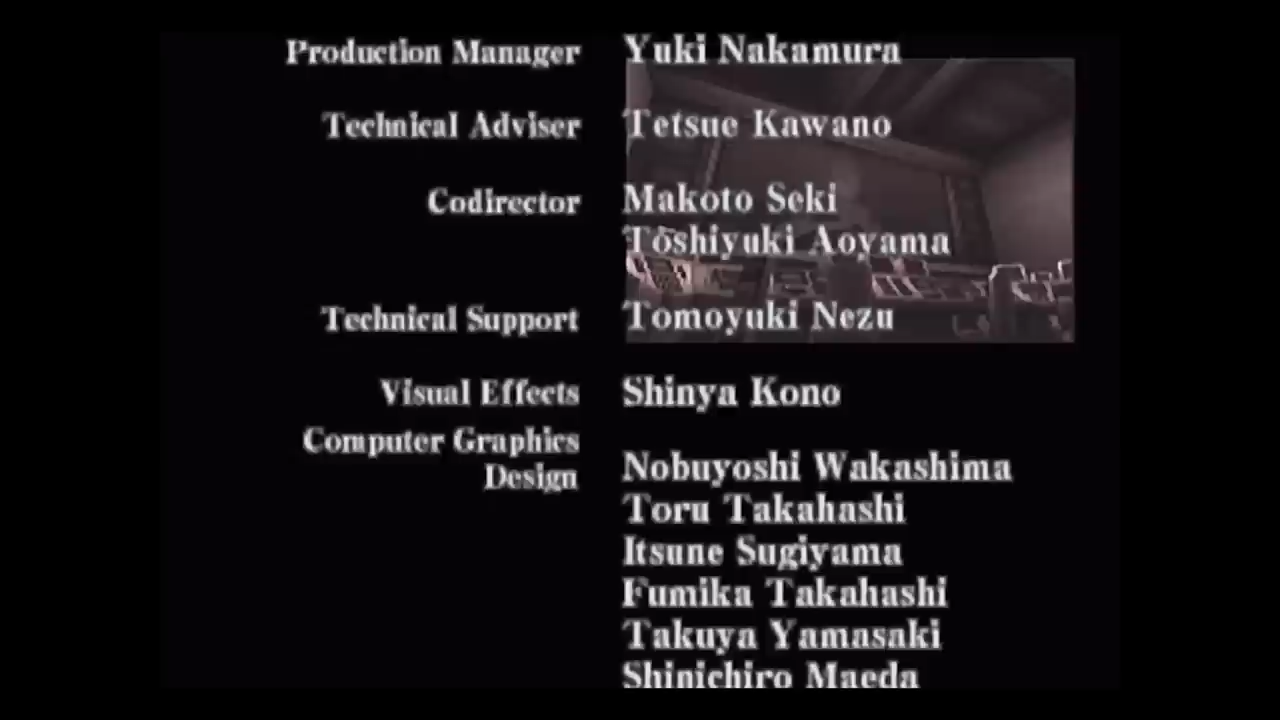 Production Manager Yuki Nakamura
Technical Adviser Tetsue Kawano
Codirector Makoto Seki
Toshiyuki Aoyama
Technical Support Tomoyuki Nezu
Visual Effects Shinya Kono
Computer Graphics
Design
Nobuyoshi Wakashima
Toru Takahashi
Itsune Sugiyama
Fumika Takahashi
Takuya Yamasaki
Shinichiro Maeda